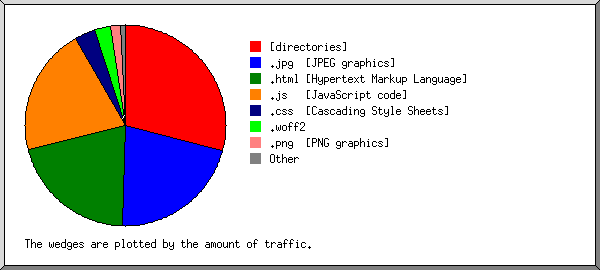 [directories]
.jpg  [JPEG graphics]
.html [Hypertext Markup Language]
.js   [JavaScript code]
.css  [Cascading Style Sheets]
.woff2
.png  [PNG graphics]
Other
The wedges are plotted by the amount of traffic.